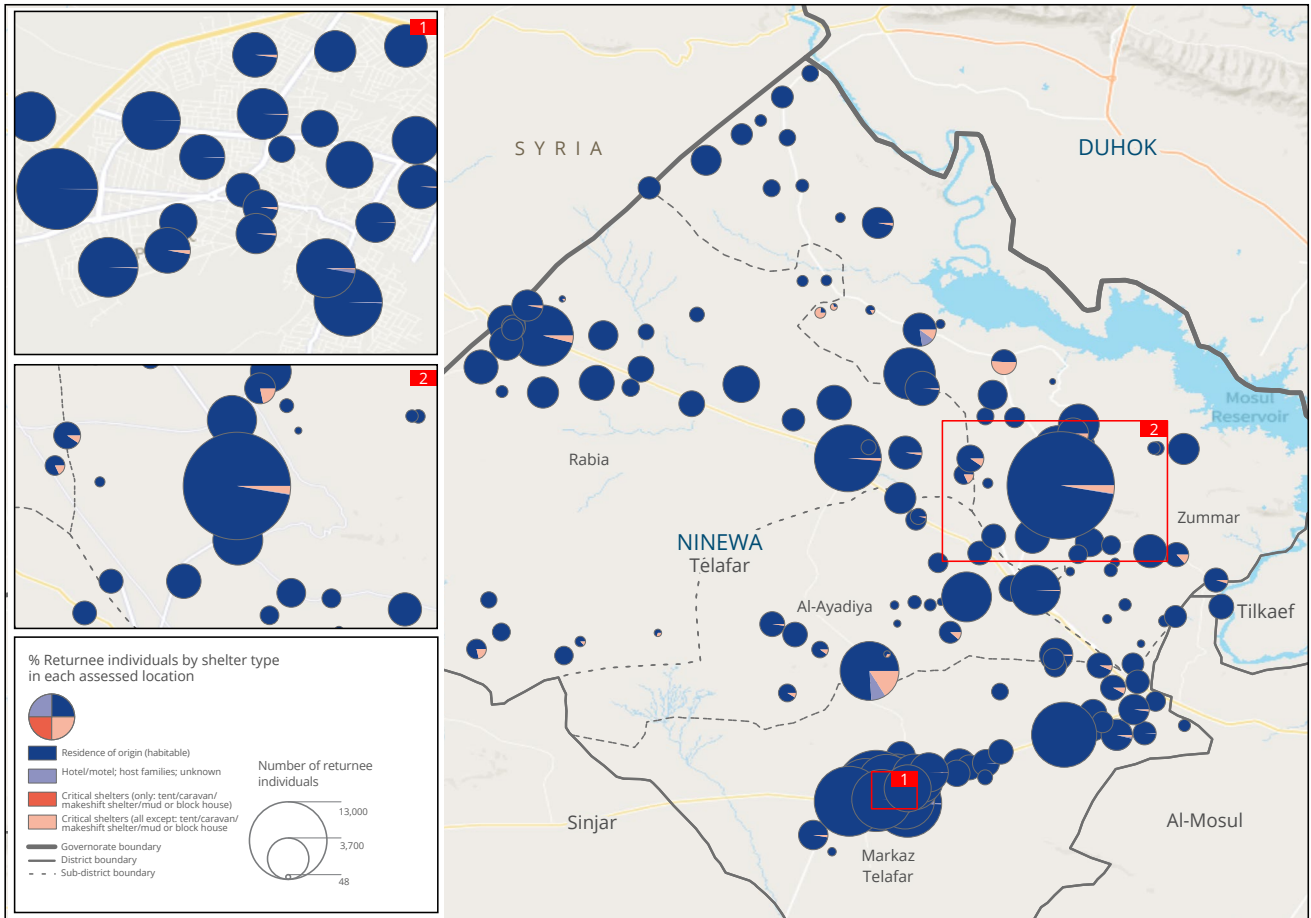 1
2
% Returnee individuals by shelter type
in each assessed location
Residence of origin (habitable)
Hotel/motel; host families; unknown
Critical shelters (only: tent/caravan/
makeshift shelter/mud or block house)
Critical shelters (all except: tent/caravan/
makeshift shelter/mud or block house
Governorate boundary
District boundary
Sub-district boundary
Number of returnee
individuals
13,000
3,700
48
SYRIA
DUHOK
Mosul
Reservoir
2
Rabia
Zummar
NINEWA
Telafar
Al-Ayadiya
Tilkaef
1
Sinjar
Al-Mosul
Markaz
Telafar